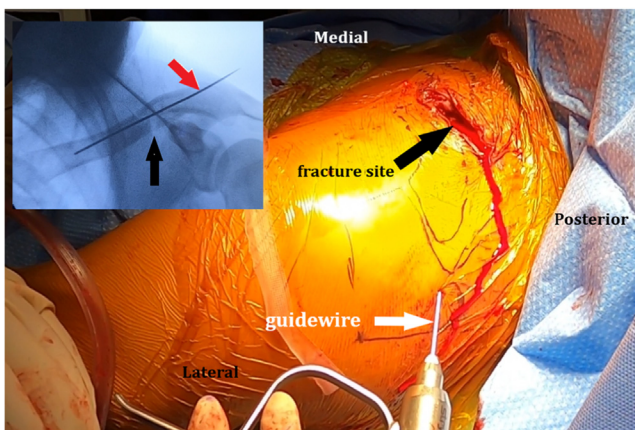 Medial
fracture site
Posterior
guidewire
Lateral